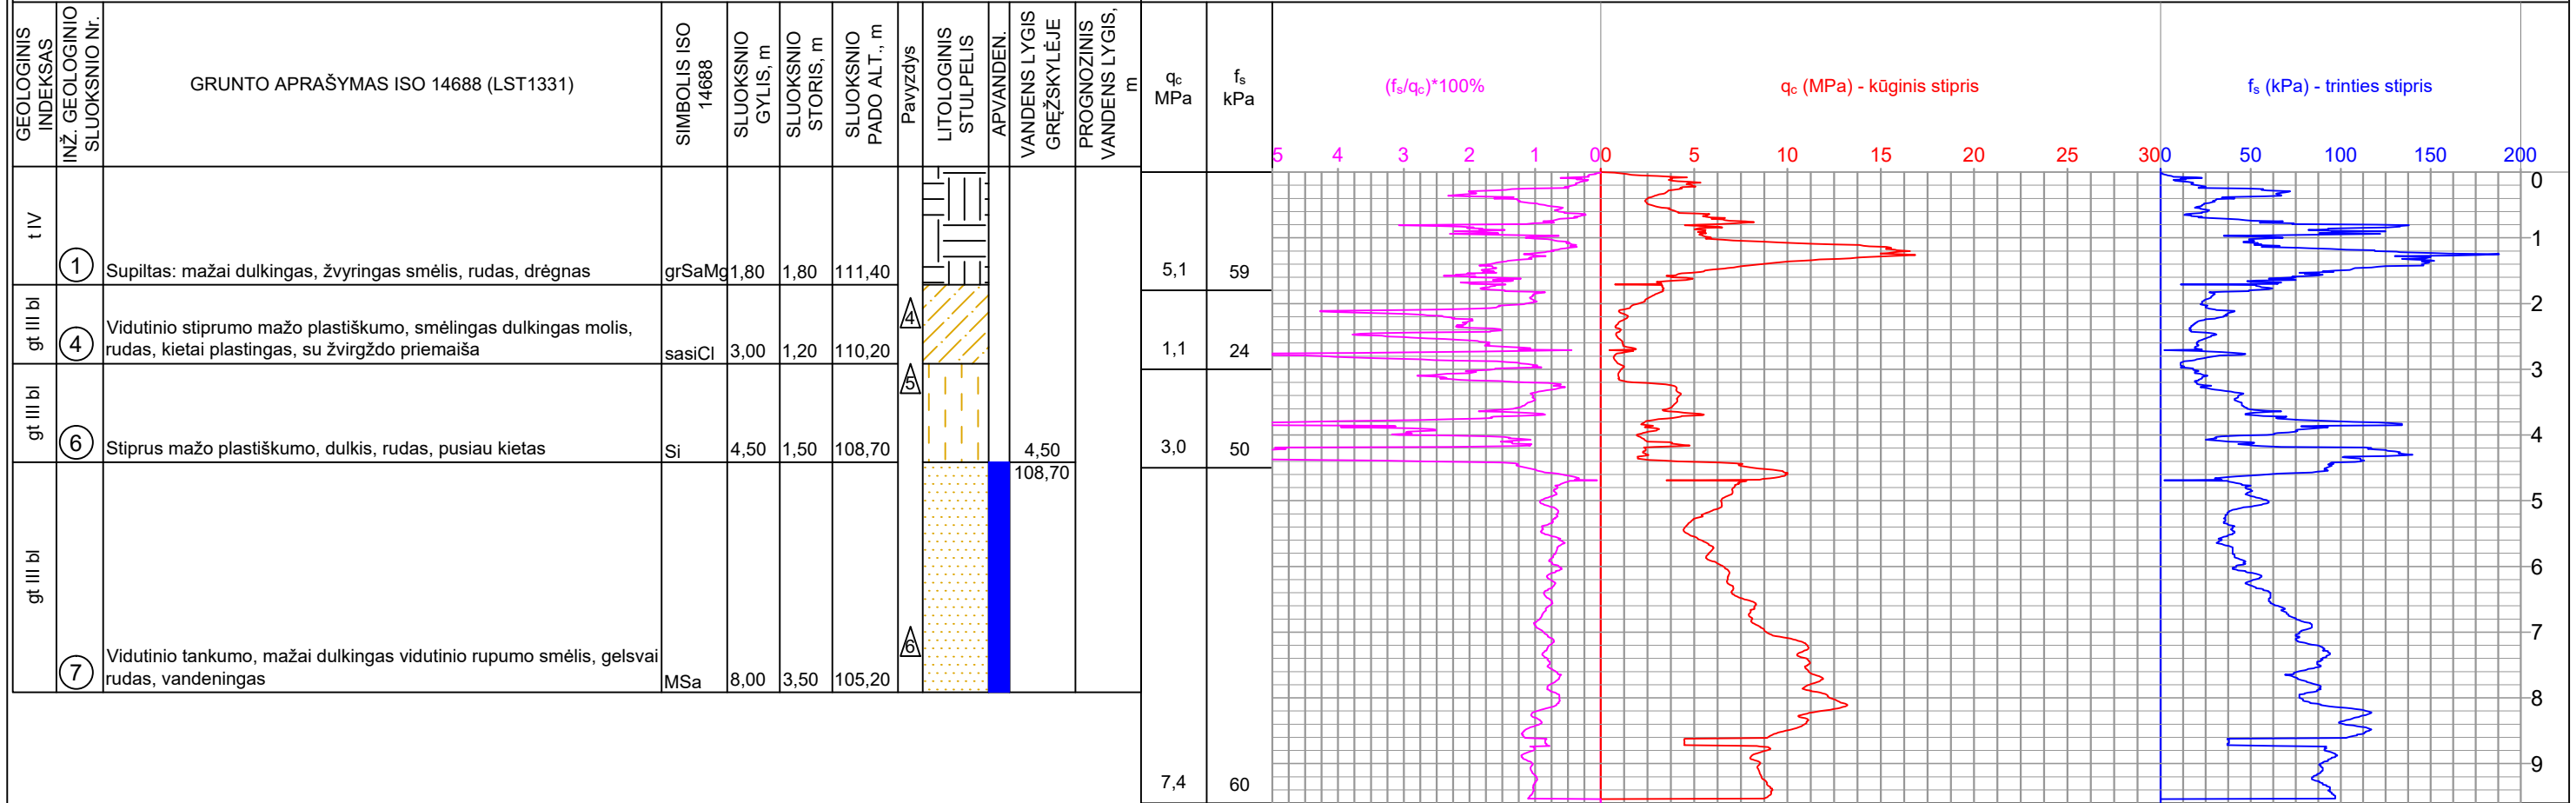 GEOLOGINIS
INDEKSAS
INŽ. GEOLOGINIO
SLUOKSNIO Nr.
GRUNTO APRAŠYMAS ISO 14688 (LST1331)
SIMBOLIS ISO
14688
SLUOKSNIO
GYLIS, m
SLUOKSNIO
STORIS, m
SLUOKSNIO
PADO ALT., m
Pavyzdys
LITOLOGINIS
STULPELIS
APVANDEN.
VANDENS LYGIS
GRĘŽSKYLĖJE
PROGNOZINIS
VANDENS LYGIS,
m
qc
MPa
fs
kPa
(fs/qc)*100%
qc (MPa) - kūginis stipris
fs (kPa) - trinties stipris
5 4 3 2 1 0
0 5 10 15 20 25 30
0 50 100 150 200
t IV
1
Supiltas: mažai dulkingas, žvyringas smėlis, rudas, drėgnas
grSaMg 1,80 1,80 111,40
5,1 59
gt III bl
4
Vidutinio stiprumo mažo plastiškumo, smėlingas dulkingas molis,
rudas, kietai plastingas, su žvirgždo priemaiša
sasiCl 3,00 1,20 110,20
4
1,1 24
gt III bl
6
Stiprus mažo plastiškumo, dulkis, rudas, pusiau kietas
Si 4,50 1,50 108,70
5
4,50
108,70
3,0 50
gt III bl
7
Vidutinio tankumo, mažai dulkingas vidutinio rupumo smėlis, gelsvai
rudas, vandeningas
MSa 8,00 3,50 105,20
6
7,4 60
0
1
2
3
4
5
6
7
8
9